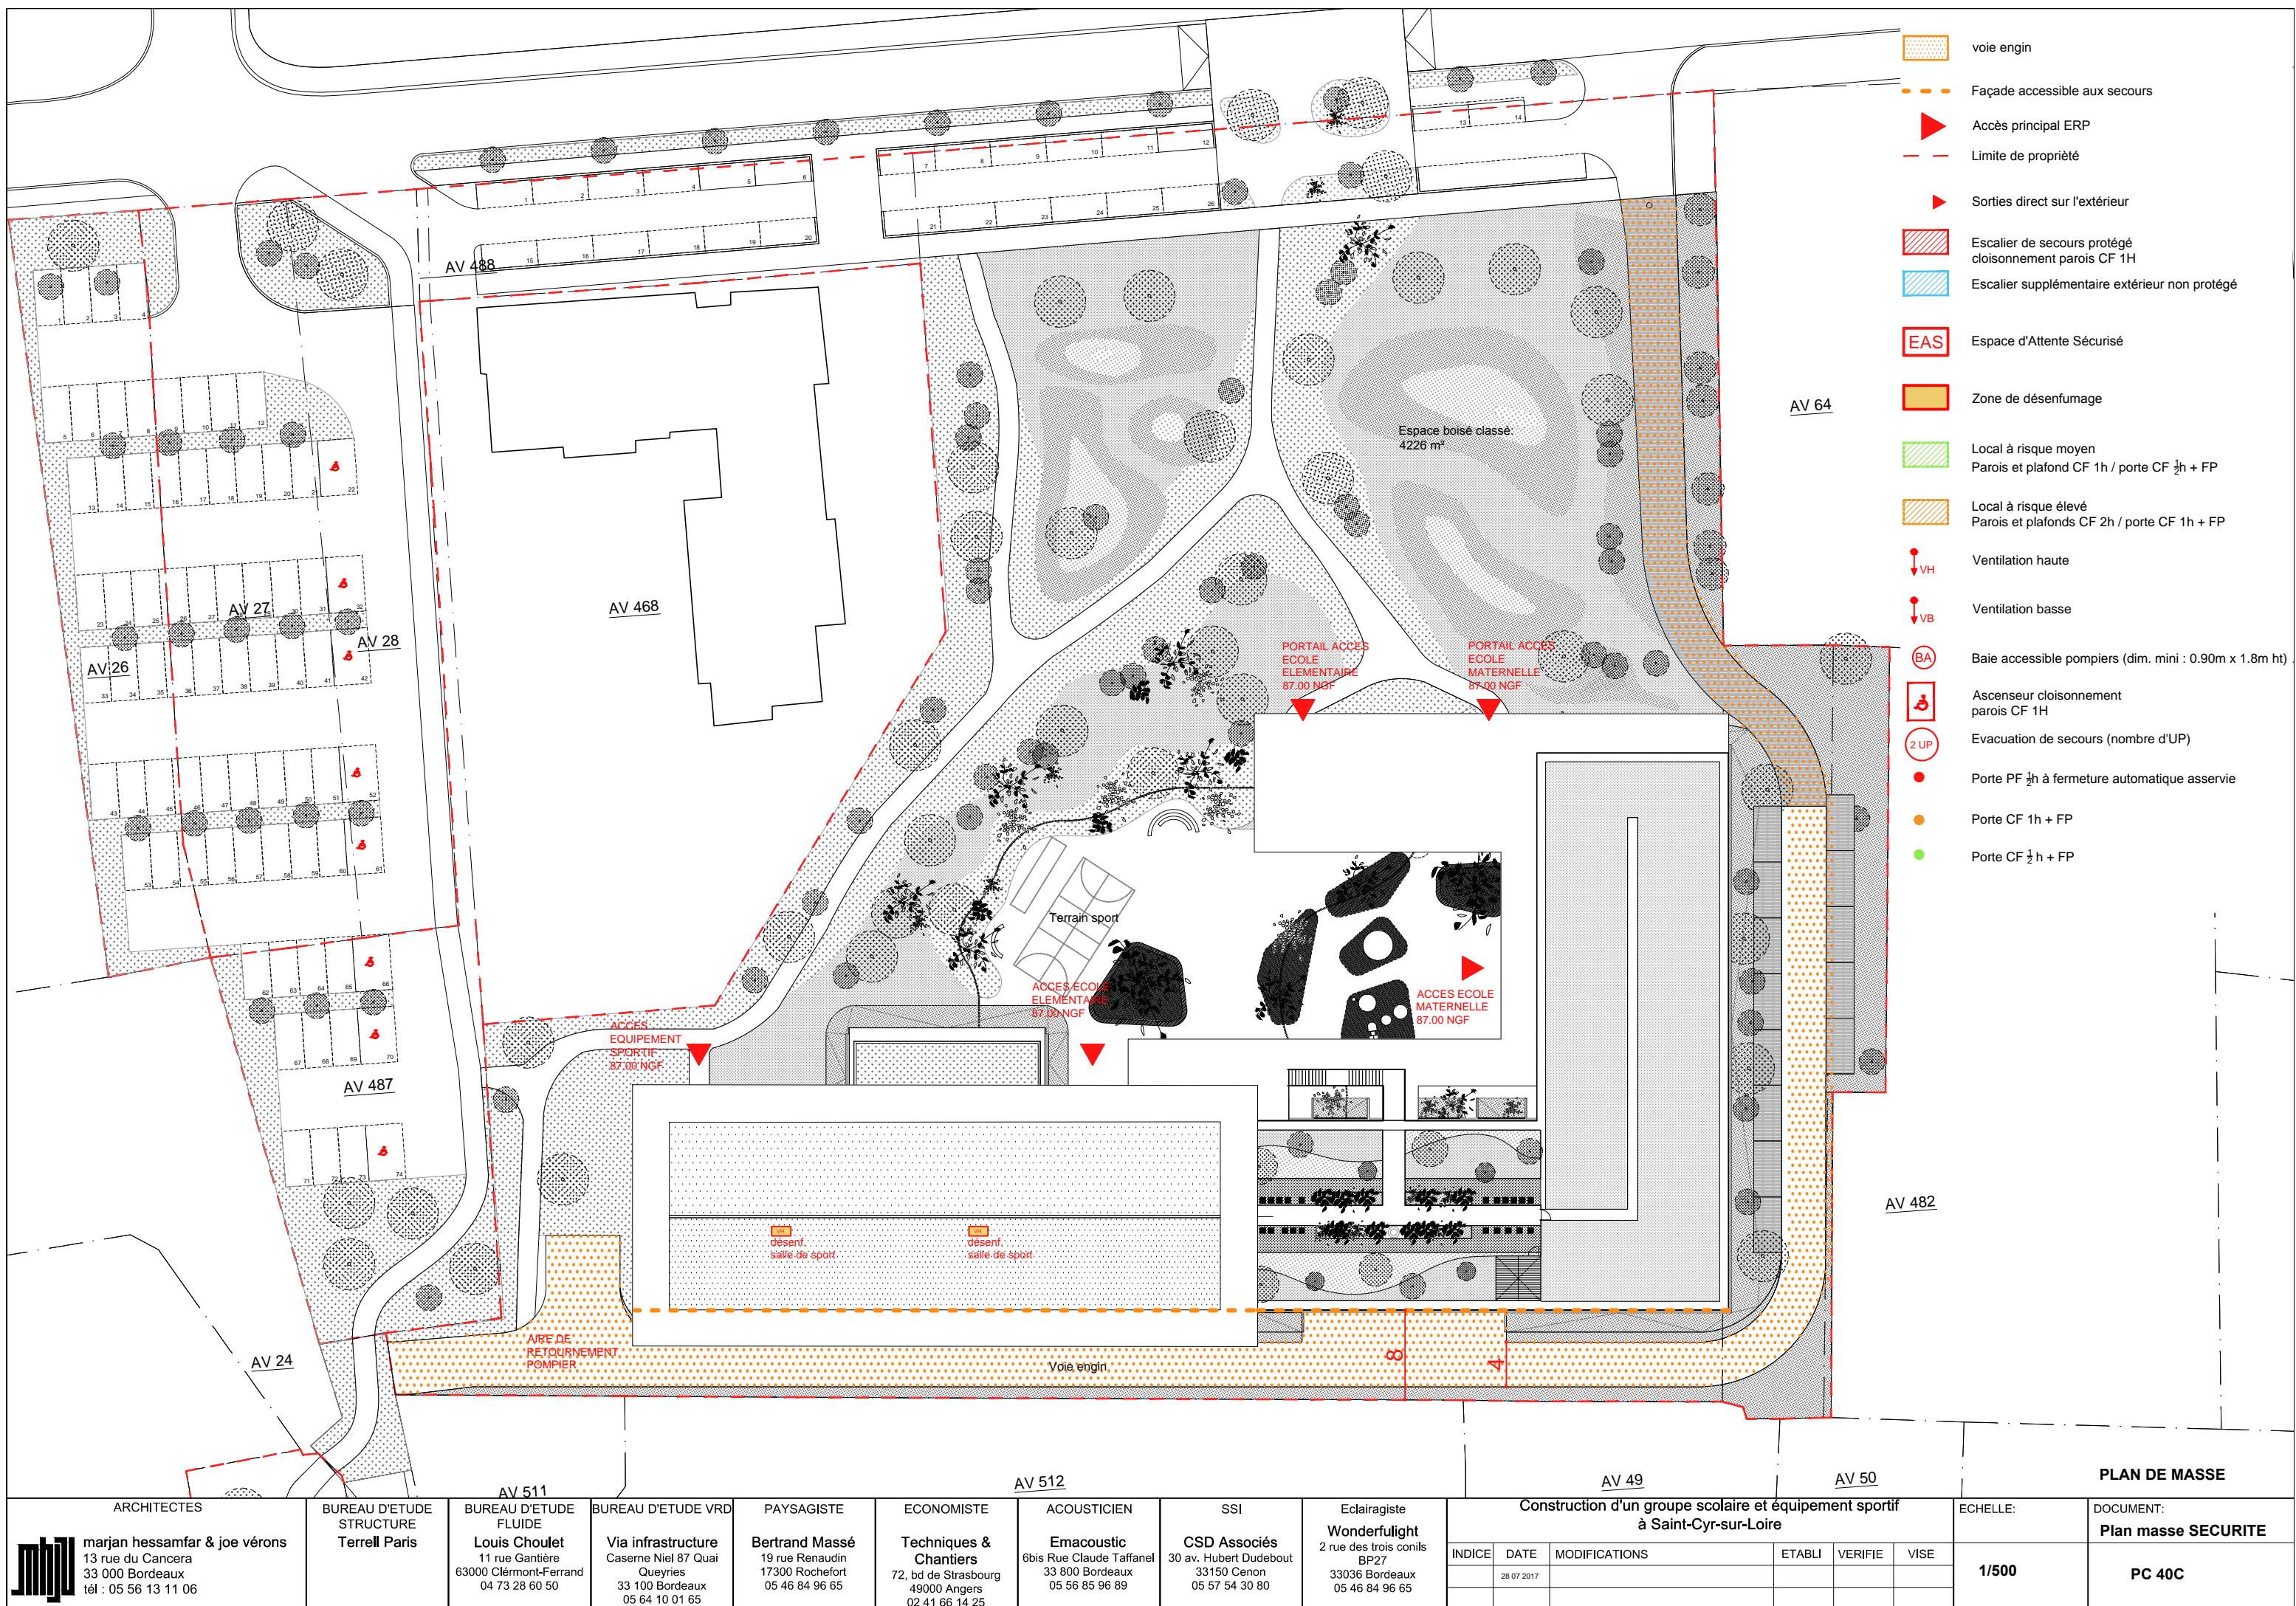 voie engin
Façade accessible aux secours
Accès principal ERP
Limite de propriété
Sorties direct sur l'extérieur
Escalier de secours protégé
cloisonnement parois CF 1H
Escalier supplémentaire extérieur non protégé
EAS
Espace d'Attente Sécurisé
Zone de désenfumage
Local à risque moyen
Parois et plafond CF 1h / porte CF ½h + FP
Local à risque élevé
Parois et plafonds CF 2h / porte CF 1h + FP
VH
Ventilation haute
VB
Ventilation basse
BA
Baie accessible pompiers (dim. mini : 0.90m x 1.8m ht)
Ascenseur cloisonnement
parois CF 1H
2 UP
Evacuation de secours (nombre d'UP)
Porte PF ½h à fermeture automatique asservie
Porte CF 1h + FP
Porte CF ½ h + FP
AV 488
AV 64
Espace boisé classé:
4226 m²
AV 468
AV 27
AV 28
AV 26
PORTAIL ACCES
ECOLE
ELEMENTAIRE
87.00 NGF
PORTAIL ACCES
ECOLE
MATERNELLE
87.00 NGF
Terrain sport
ACCES ECOLE
ELEMENTAIRE
87.00 NGF
ACCES ECOLE
MATERNELLE
87.00 NGF
ACCES
EQUIPEMENT
SPORTIF
87.00 NGF
AV 487
AV 482
VH
désenf.
salle de sport
VH
désenf.
salle de sport
AIRE DE
RETOURNEMENT
POMPIER
Voie engin
8
4
AV 24
AV 511
AV 512
AV 49
AV 50
PLAN DE MASSE
ARCHITECTES
mhjv
marjan hessamfar & joe vérons
13 rue du Cancera
33 000 Bordeaux
tél : 05 56 13 11 06
BUREAU D'ETUDE
STRUCTURE
Terrell Paris
BUREAU D'ETUDE
FLUIDE
Louis Choulet
11 rue Gantière
63000 Clérmont-Ferrand
04 73 28 60 50
BUREAU D'ETUDE VRD
Via infrastructure
Caserne Niel 87 Quai
Queyries
33 100 Bordeaux
05 64 10 01 65
PAYSAGISTE
Bertrand Massé
19 rue Renaudin
17300 Rochefort
05 46 84 96 65
ECONOMISTE
Techniques &
Chantiers
72, bd de Strasbourg
49000 Angers
02 41 66 14 25
ACOUSTICIEN
Emacoustic
6bis Rue Claude Taffanel
33 800 Bordeaux
05 56 85 96 89
SSI
CSD Associés
30 av. Hubert Dudebout
33150 Cenon
05 57 54 30 80
Eclairagiste
Wonderfulight
2 rue des trois conils
BP27
33036 Bordeaux
05 46 84 96 65
Construction d'un groupe scolaire et équipement sportif
à Saint-Cyr-sur-Loire
INDICE DATE MODIFICATIONS ETABLI VERIFIE VISE
28 07 2017
ECHELLE:
1/500
DOCUMENT:
Plan masse SECURITE
PC 40C